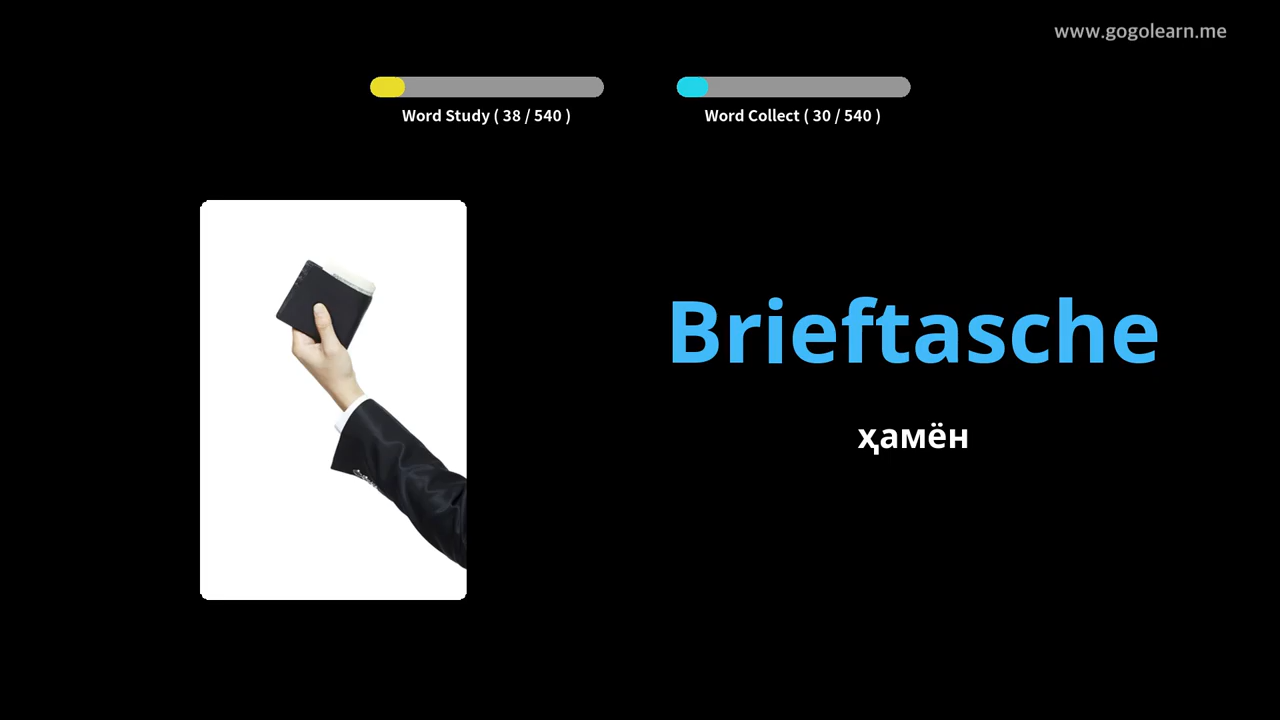 www.gogolearn.me
Word Study ( 38 / 540 )
Word Collect ( 30 / 540 )
Brieftasche
ҳамён